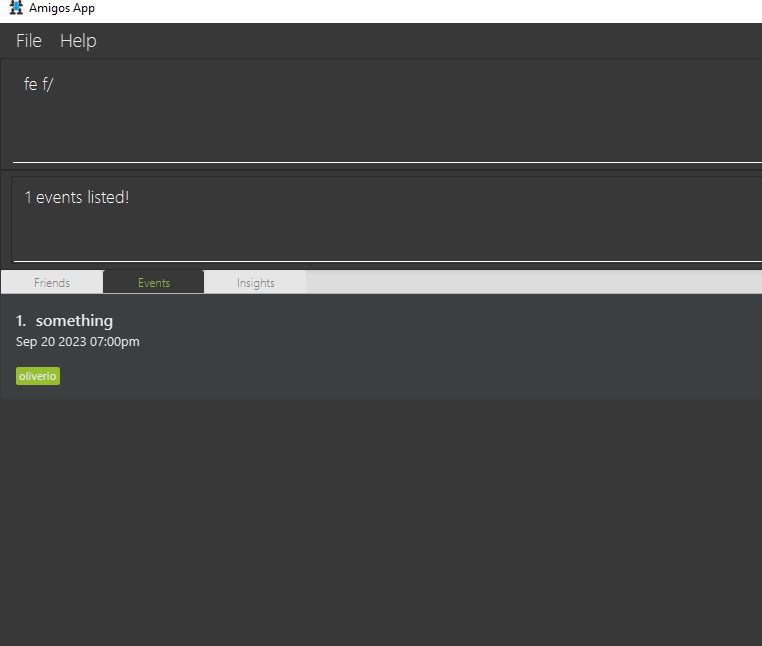 Amigos App
File Help
fe f/
1 events listed!
Friends Events Insights
1. something
Sep 20 2023 07:00pm
oliverio